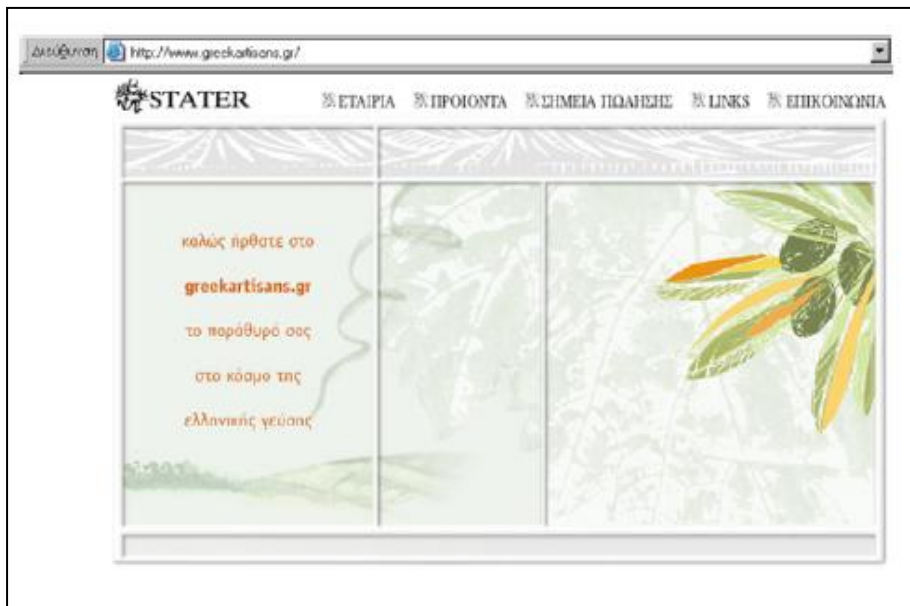 Διεύθυνση http://www.greekartisans.gr/
STATER ΕΤΑΙΡΙΑ ΠΡΟΙΟΝΤΑ ΣΗΜΕΙΑ ΠΩΛΗΣΗΣ LINKS ΕΠΙΚΟΙΝΩΝΙΑ
καλώς ήρθατε στο
greekartisans.gr
το παράθυρό σας
στο κόσμο της
ελληνικής γεύσης